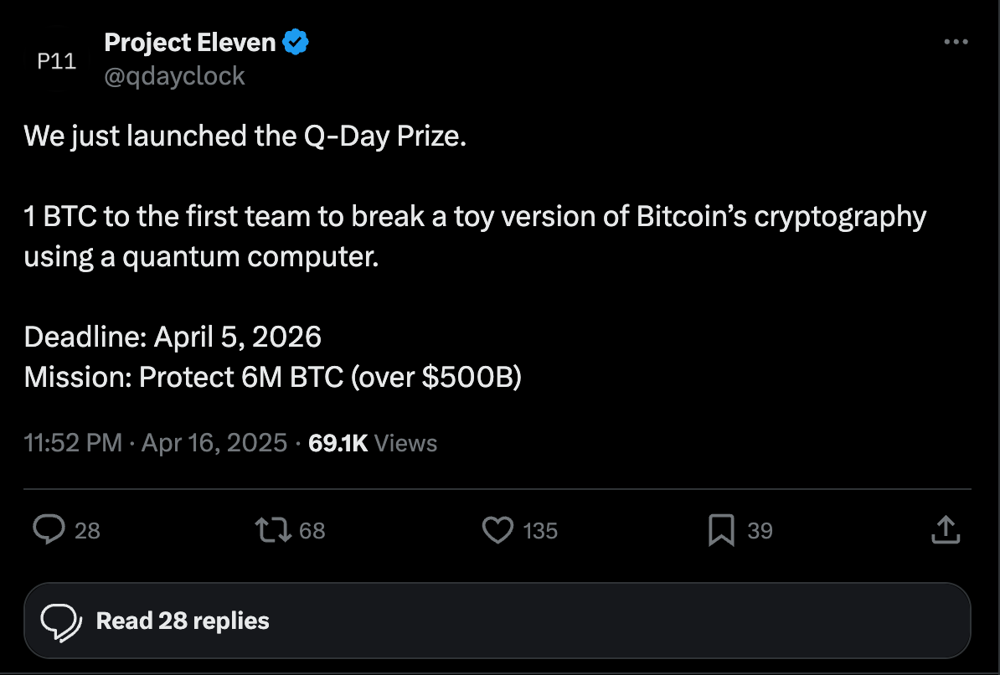 P11
Project Eleven
@qdayclock
We just launched the Q-Day Prize.
1 BTC to the first team to break a toy version of Bitcoin’s cryptography
using a quantum computer.
Deadline: April 5, 2026
Mission: Protect 6M BTC (over $500B)
11:52 PM · Apr 16, 2025 · 69.1K Views
28 68 135 39
Read 28 replies